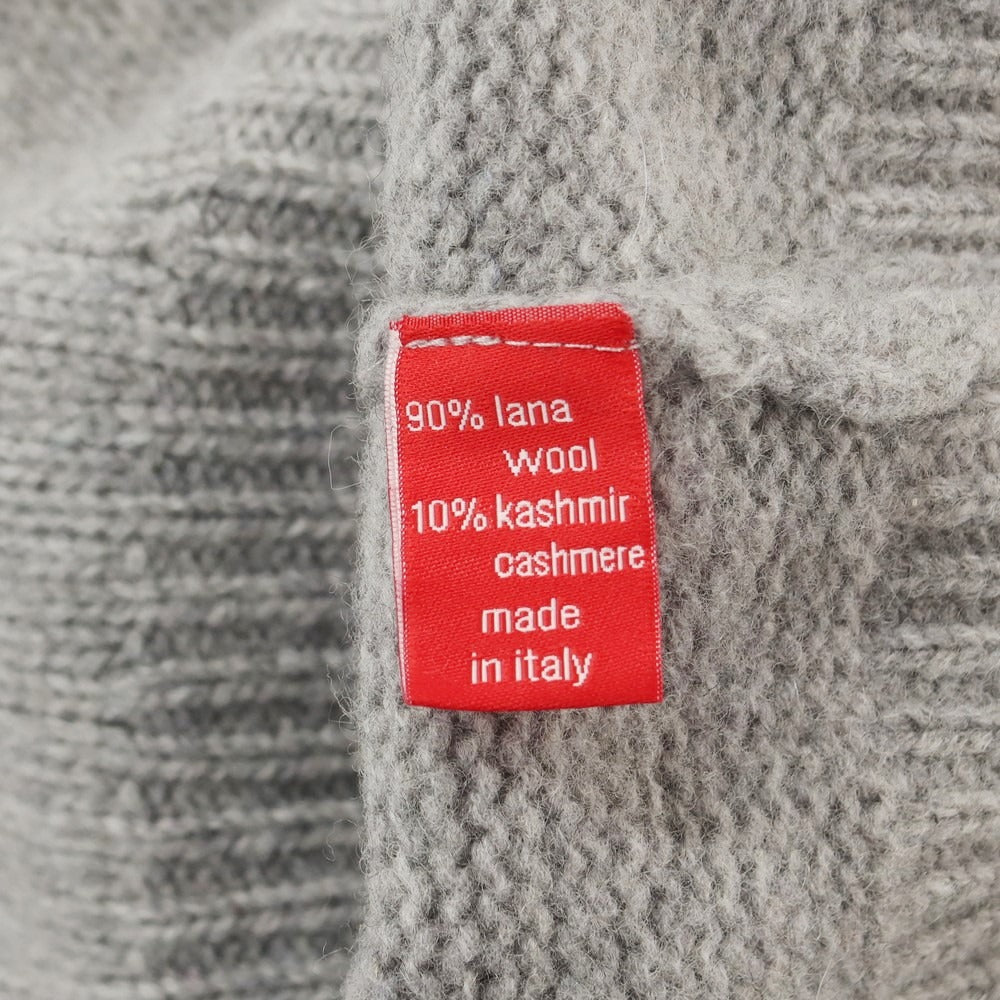 90% lana
wool
10% kashmir
cashmere
made
in italy